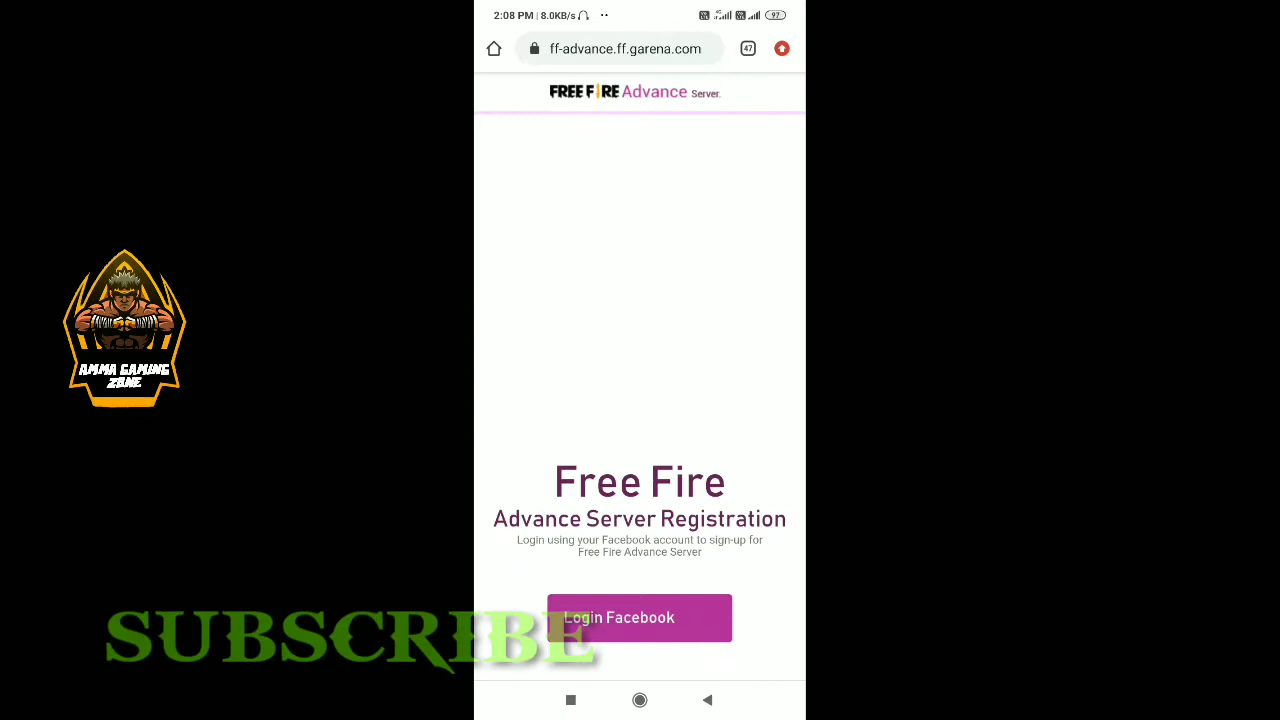 2:08 PM | 8.0KB/s
4G
97
ff-advance.ff.garena.com
47
FREE FIRE Advance Server.
AMMA GAMING
ZONE
Free Fire
Advance Server Registration
Login using your Facebook account to sign-up for
Free Fire Advance Server
Login Facebook
SUBSCRIBE